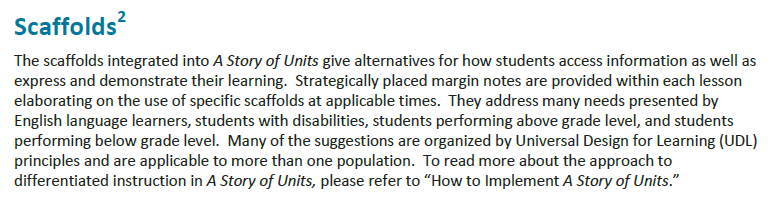 Scaffolds²
The scaffolds integrated into A Story of Units give alternatives for how students access information as well as
express and demonstrate their learning.  Strategically placed margin notes are provided within each lesson
elaborating on the use of specific scaffolds at applicable times.  They address many needs presented by
English language learners, students with disabilities, students performing above grade level, and students
performing below grade level.  Many of the suggestions are organized by Universal Design for Learning (UDL)
principles and are applicable to more than one population.  To read more about the approach to
differentiated instruction in A Story of Units, please refer to “How to Implement A Story of Units.”